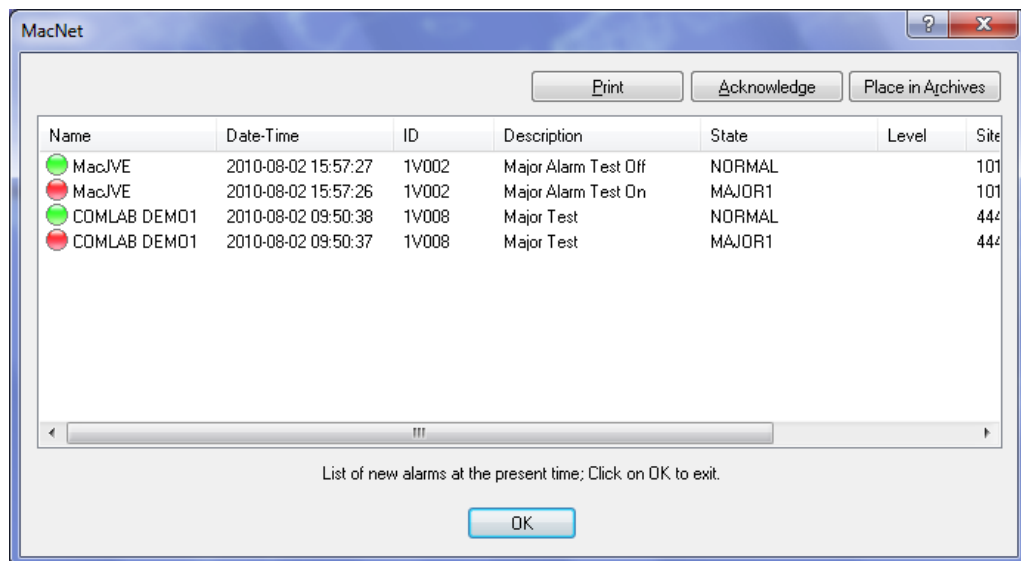 MacNet
Print Acknowledge Place in Archives
Name Date-Time ID Description State Level Site
MacJVE 2010-08-02 15:57:27 1V002 Major Alarm Test Off NORMAL 101
MacJVE 2010-08-02 15:57:26 1V002 Major Alarm Test On MAJOR1 101
COMLAB DEMO1 2010-08-02 09:50:38 1V008 Major Test NORMAL 444
COMLAB DEMO1 2010-08-02 09:50:37 1V008 Major Test MAJOR1 444
List of new alarms at the present time; Click on OK to exit.
OK